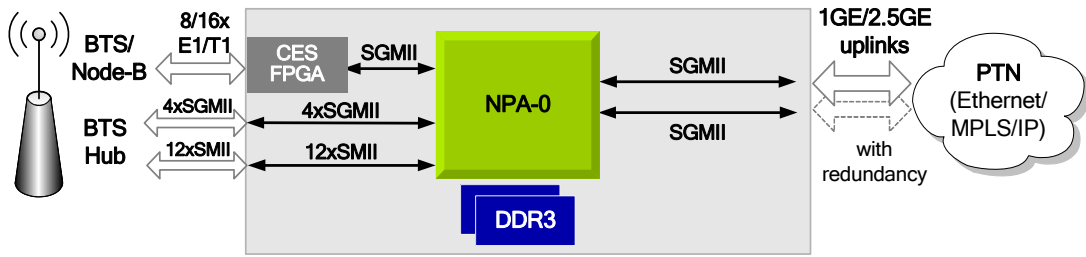 BTS/
Node-B
8/16x
E1/T1
CES
FPGA
SGMII
NPA-0
SGMII
SGMII
1GE/2.5GE
uplinks
PTN
(Ethernet/
MPLS/IP)
with
redundancy
BTS
Hub
4xSGMII
12xSMII
4xSGMII
12xSMII
DDR3